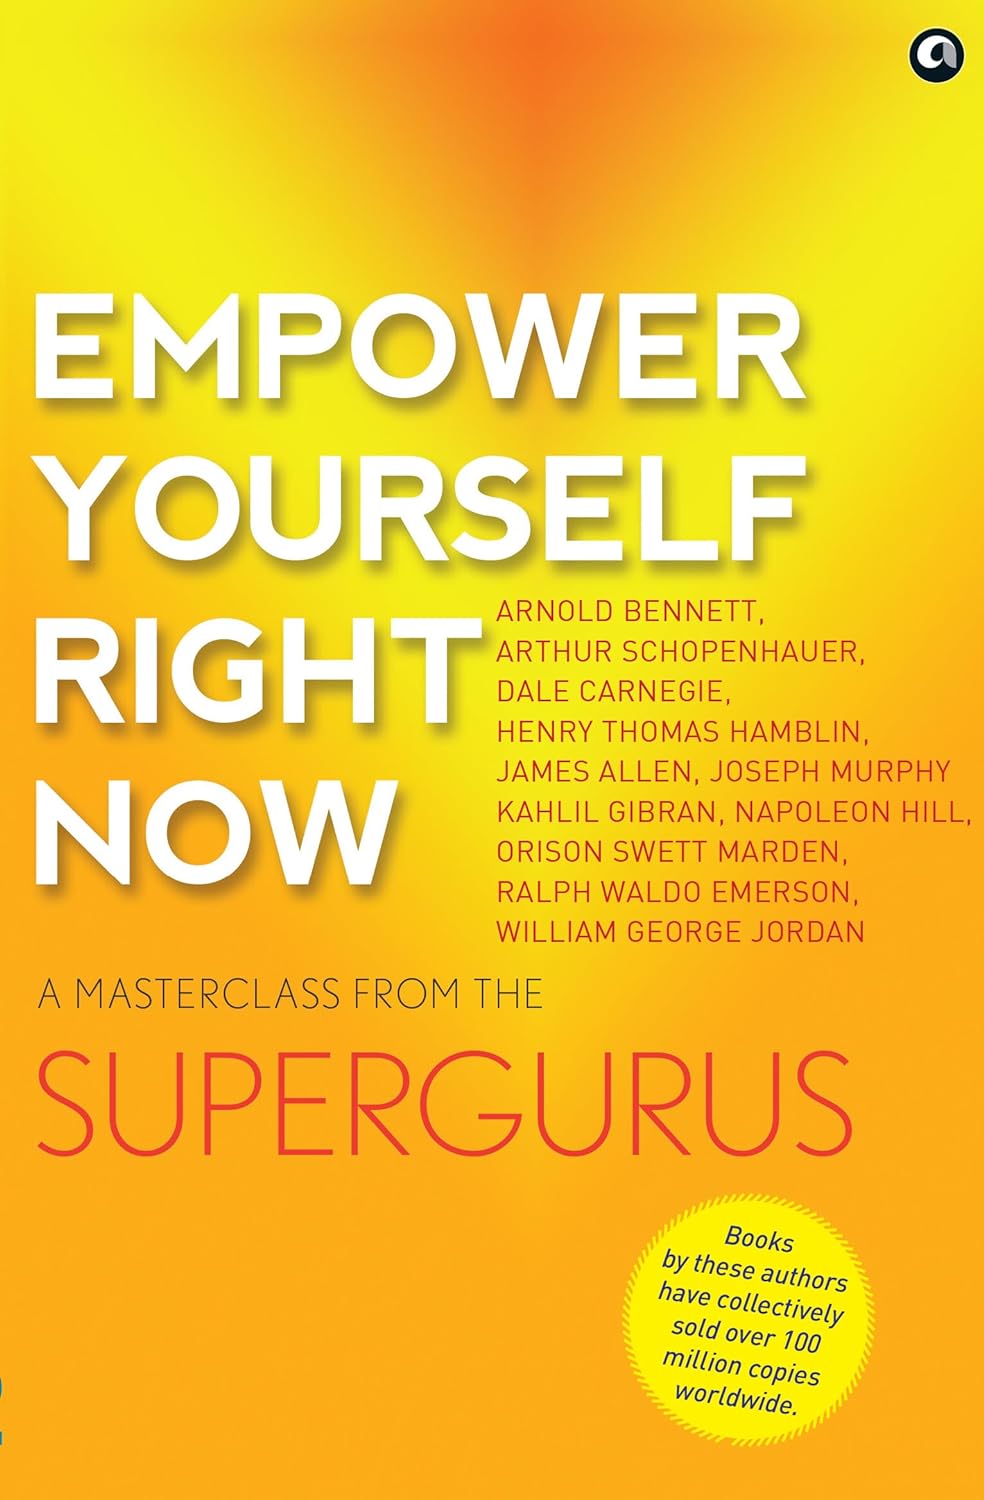 EMPOWER
YOURSELF
RIGHT
NOW
ARNOLD BENNETT,
ARTHUR SCHOPENHAUER,
DALE CARNEGIE,
HENRY THOMAS HAMBLIN,
JAMES ALLEN, JOSEPH MURPHY
KAHLIL GIBRAN, NAPOLEON HILL,
ORISON SWETT MARDEN,
RALPH WALDO EMERSON,
WILLIAM GEORGE JORDAN
A MASTERCLASS FROM THE
SUPERGURUS
Books
by these authors
have collectively
sold over 100
million copies
worldwide.